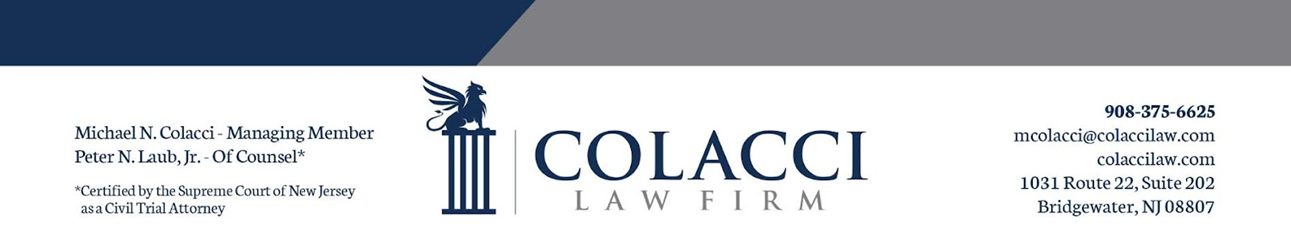 Michael N. Colacci - Managing Member
Peter N. Laub, Jr. - Of Counsel*
*Certified by the Supreme Court of New Jersey
as a Civil Trial Attorney
COLACCI
LAW FIRM
908-375-6625
mcolacci@colaccilaw.com
colaccilaw.com
1031 Route 22, Suite 202
Bridgewater, NJ 08807